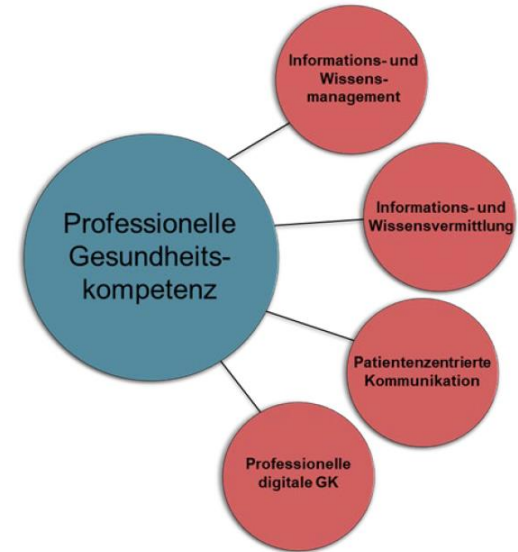 Informations- und
Wissens-
management
Informations- und
Wissensvermittlung
Professionelle
Gesundheits-
kompetenz
Patientenzentrierte
Kommunikation
Professionelle
digitale GK